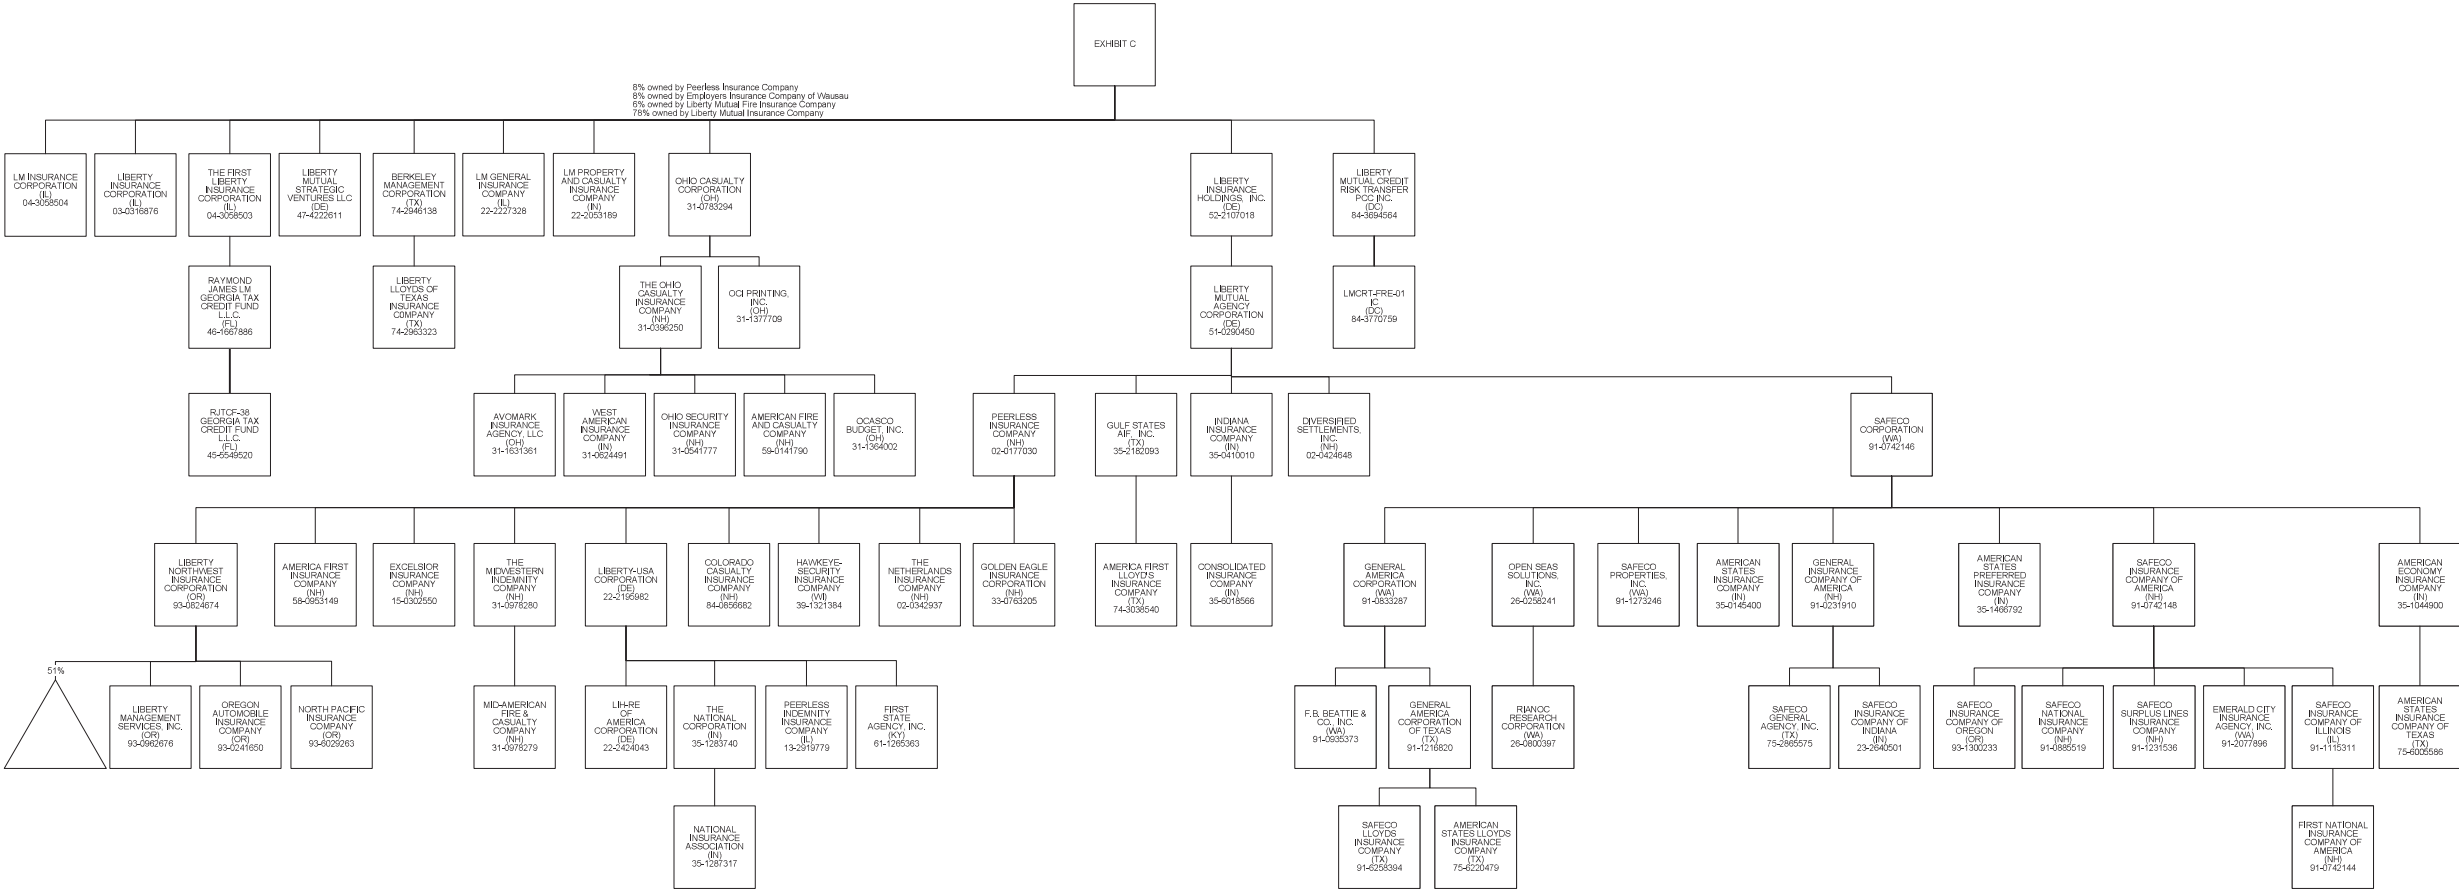 EXHIBIT C
8% owned by Peerless Insurance Company
8% owned by Employers Insurance Company of Wausau
6% owned by Liberty Mutual Fire Insurance Company
78% owned by Liberty Mutual Insurance Company
LM INSURANCE
CORPORATION
(IL)
04-3058504
LIBERTY
INSURANCE
CORPORATION
(IL)
03-0316876
THE FIRST
LIBERTY
INSURANCE
CORPORATION
(IL)
04-3058503
LIBERTY
MUTUAL
STRATEGIC
VENTURES LLC
(DE)
47-4222611
BERKELEY
MANAGEMENT
CORPORATION
(TX)
74-2946138
LM GENERAL
INSURANCE
COMPANY
(IL)
22-2227328
LM PROPERTY
AND CASUALTY
INSURANCE
COMPANY
(IN)
22-2053189
OHIO CASUALTY
CORPORATION
(OH)
31-0783294
LIBERTY
INSURANCE
HOLDINGS, INC.
(DE)
52-2107018
LIBERTY
MUTUAL CREDIT
RISK TRANSFER
PCC INC.
(DC)
84-3694564
RAYMOND
JAMES LM
GEORGIA TAX
CREDIT FUND
L.L.C.
(FL)
46-1667886
LIBERTY
LLOYDS OF
TEXAS
INSURANCE
COMPANY
(TX)
74-2963323
THE OHIO
CASUALTY
INSURANCE
COMPANY
(NH)
31-0396250
OCI PRINTING,
INC.
(OH)
31-1377709
LIBERTY
MUTUAL
AGENCY
CORPORATION
(DE)
51-0290450
LMCRT-FRE-01
IC
(DC)
84-3770759
RJTCF-38
GEORGIA TAX
CREDIT FUND
L.L.C.
(FL)
45-5549520
AVOMARK
INSURANCE
AGENCY, LLC
(OH)
31-1631361
WEST
AMERICAN
INSURANCE
COMPANY
(IN)
31-0624491
OHIO SECURITY
INSURANCE
COMPANY
(NH)
31-0541777
AMERICAN FIRE
AND CASUALTY
COMPANY
(NH)
59-0141790
OCASCO
BUDGET, INC.
(OH)
31-1364002
PEERLESS
INSURANCE
COMPANY
(NH)
02-0177030
GULF STATES
AIF, INC.
(TX)
35-2182093
INDIANA
INSURANCE
COMPANY
(IN)
35-0410010
DIVERSIFIED
SETTLEMENTS,
INC.
(NH)
02-0424648
SAFECO
CORPORATION
(WA)
91-0742146
LIBERTY
NORTHWEST
INSURANCE
CORPORATION
(OR)
93-0824674
AMERICA FIRST
INSURANCE
COMPANY
(NH)
58-0953149
EXCELSIOR
INSURANCE
COMPANY
(NH)
15-0302550
THE
MIDWESTERN
INDEMNITY
COMPANY
(NH)
31-0978280
LIBERTY-USA
CORPORATION
(DE)
22-2195982
COLORADO
CASUALTY
INSURANCE
COMPANY
(NH)
84-0856682
HAWKEYE-
SECURITY
INSURANCE
COMPANY
(WI)
39-1321384
THE
NETHERLANDS
INSURANCE
COMPANY
(NH)
02-0342937
GOLDEN EAGLE
INSURANCE
CORPORATION
(NH)
33-0763205
AMERICA FIRST
LLOYD'S
INSURANCE
COMPANY
(TX)
74-3038540
CONSOLIDATED
INSURANCE
COMPANY
(IN)
35-6018566
GENERAL
AMERICA
CORPORATION
(WA)
91-0833287
OPEN SEAS
SOLUTIONS,
INC.
(WA)
26-0258241
SAFECO
PROPERTIES,
INC.
(WA)
91-1273246
AMERICAN
STATES
INSURANCE
COMPANY
(IN)
35-0145400
GENERAL
INSURANCE
COMPANY OF
AMERICA
(NH)
91-0231910
AMERICAN
STATES
PREFERRED
INSURANCE
COMPANY
(IN)
35-1466792
SAFECO
INSURANCE
COMPANY OF
AMERICA
(NH)
91-0742148
AMERICAN
ECONOMY
INSURANCE
COMPANY
(IN)
35-1044900
51%
LIBERTY
MANAGEMENT
SERVICES, INC.
(OR)
93-0962676
OREGON
AUTOMOBILE
INSURANCE
COMPANY
(OR)
93-0241650
NORTH PACIFIC
INSURANCE
COMPANY
(OR)
93-6029263
MID-AMERICAN
FIRE &
CASUALTY
COMPANY
(NH)
31-0978279
LIH-RE
OF
AMERICA
CORPORATION
(DE)
22-2424043
THE
NATIONAL
CORPORATION
(IN)
35-1283740
PEERLESS
INDEMNITY
INSURANCE
COMPANY
(IL)
13-2919779
FIRST
STATE
AGENCY, INC.
(KY)
61-1265363
F.B. BEATTIE &
CO., INC.
(WA)
91-0935373
GENERAL
AMERICA
CORPORATION
OF TEXAS
(TX)
91-1216820
RIANOC
RESEARCH
CORPORATION
(WA)
26-0800397
SAFECO
GENERAL
AGENCY, INC.
(TX)
75-2865575
SAFECO
INSURANCE
COMPANY OF
INDIANA
(IN)
23-2640501
SAFECO
INSURANCE
COMPANY OF
OREGON
(OR)
93-1300233
SAFECO
NATIONAL
INSURANCE
COMPANY
(NH)
91-0885519
SAFECO
SURPLUS LINES
INSURANCE
COMPANY
(NH)
91-1231536
EMERALD CITY
INSURANCE
AGENCY, INC.
(WA)
91-2077896
SAFECO
INSURANCE
COMPANY OF
ILLINOIS
(IL)
91-1115311
AMERICAN
STATES
INSURANCE
COMPANY OF
TEXAS
(TX)
75-6005586
NATIONAL
INSURANCE
ASSOCIATION
(IN)
35-1287317
SAFECO
LLOYDS
INSURANCE
COMPANY
(TX)
91-6258394
AMERICAN
STATES LLOYDS
INSURANCE
COMPANY
(TX)
75-6220479
FIRST NATIONAL
INSURANCE
COMPANY OF
AMERICA
(NH)
91-0742144